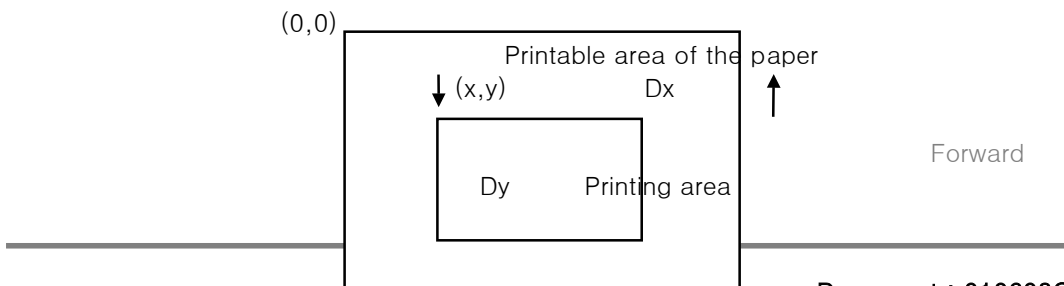 (0,0)
Printable area of the paper
(x,y) Dx
Forward
Dy Printing area